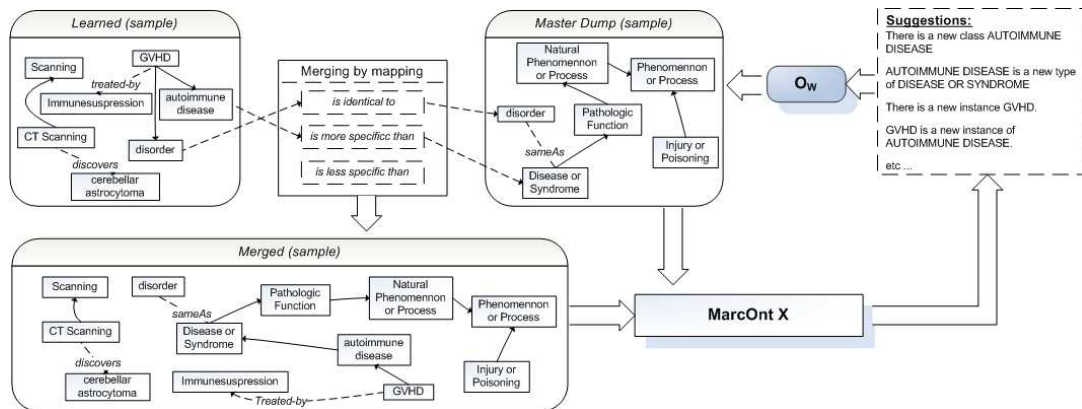 Learned (sample)
GVHD
Scanning
treated-by
Immunesuspression
autoimmune
disease
CT Scanning
disorder
discovers
cerebellar
astrocytoma
Merging by mapping
is identical to
is more specificc than
is less specific than
Master Dump (sample)
Natural
Phenomennon
or Process
Phenomennon
or Process
disorder
Pathologic
Function
sameAs
Injury or
Poisoning
Disease or
Syndrome
Ow
Suggestions:
There is a new class AUTOIMMUNE
DISEASE
AUTOIMMUNE DISEASE is a new type
of DISEASE OR SYNDROME
There is a new instance GVHD.
GVHD is a new instance of
AUTOIMMUNE DISEASE.
etc ...
Merged (sample)
Scanning
disorder
Pathologic
Function
Natural
Phenomennon
or Process
Phenomennon
or Process
sameAs
CT Scanning
Disease or
Syndrome
autoimmune
disease
discovers
cerebellar
astrocytoma
Immunesuspression
Treated-by
GVHD
Injury or
Poisoning
MarcOnt X